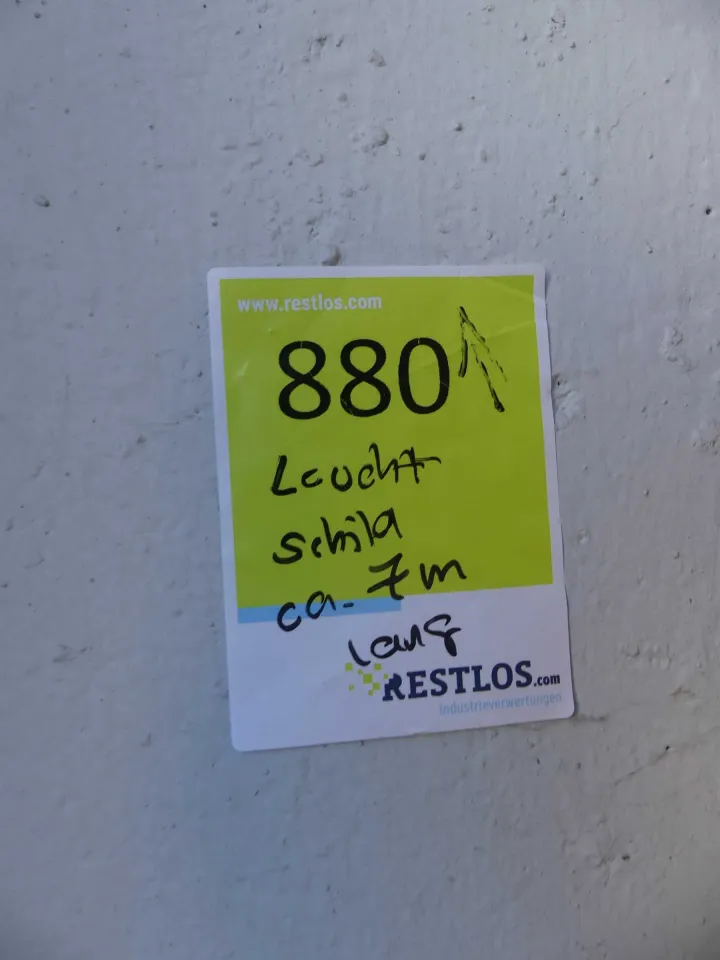 www.restlos.com
880
Leucht
schild
ca. 7m
lang
RESTLOS.com
Industrieverwertungen